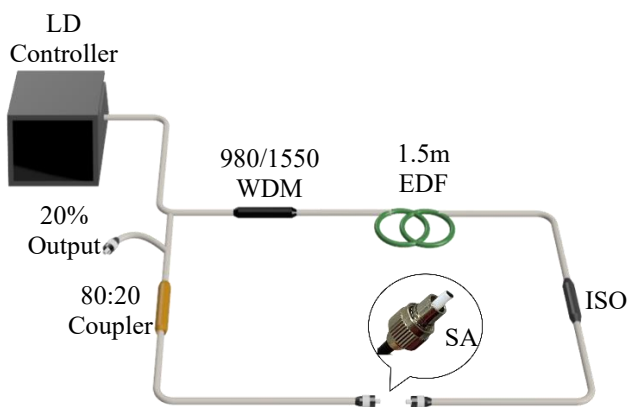 LD
Controller
980/1550
WDM
1.5m
EDF
20%
Output
80:20
Coupler
SA
ISO